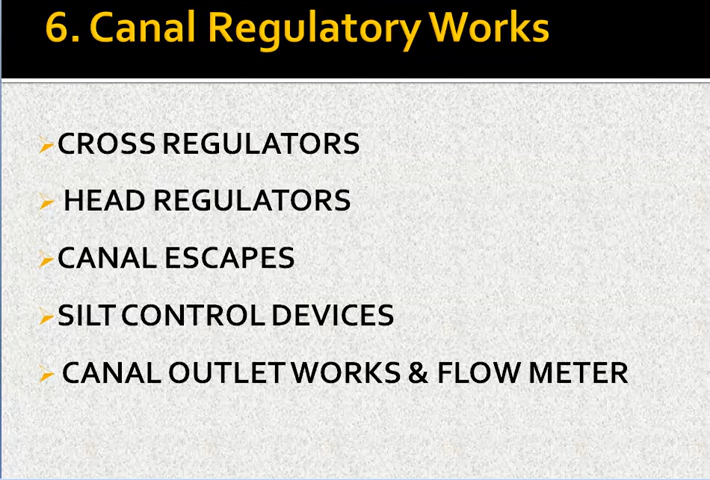 6. Canal Regulatory Works
CROSS REGULATORS
HEAD REGULATORS
CANAL ESCAPES
SILT CONTROL DEVICES
CANAL OUTLET WORKS & FLOW METER